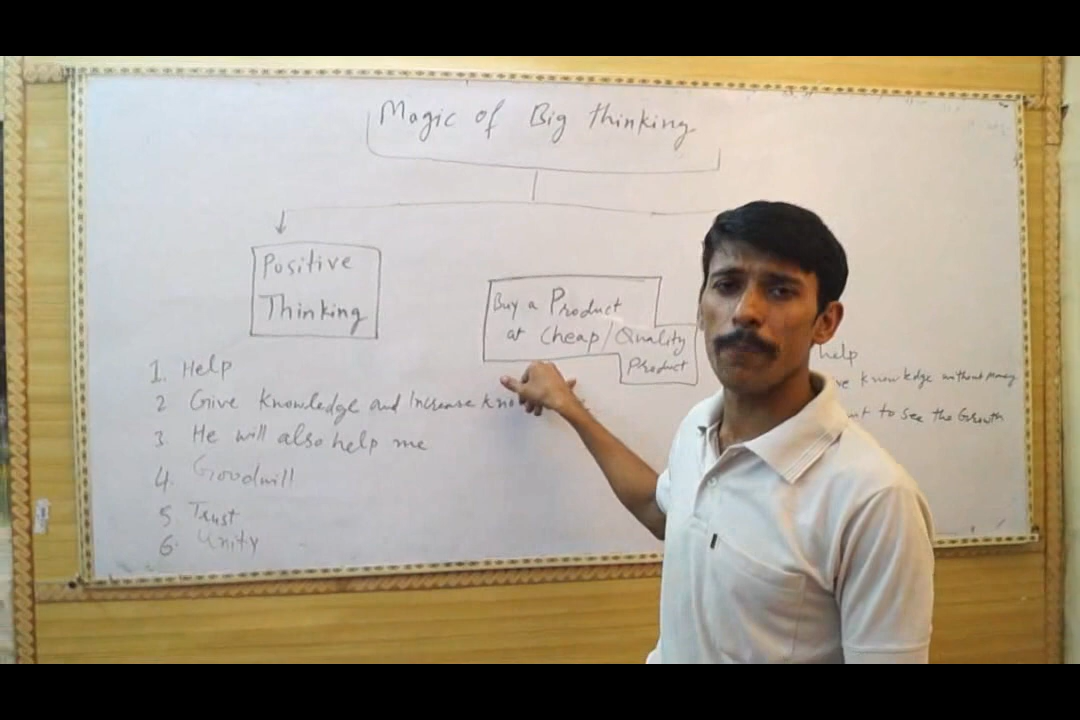 Magic of Big thinking
Positive
Thinking
Buy a Product
at Cheap/Quality
Product
1. Help
2 Give knowledge and Increase
3. He will also help me
4. Goodwill
5 Trust
6. Unity
help
knowledge without money
to see the Growth